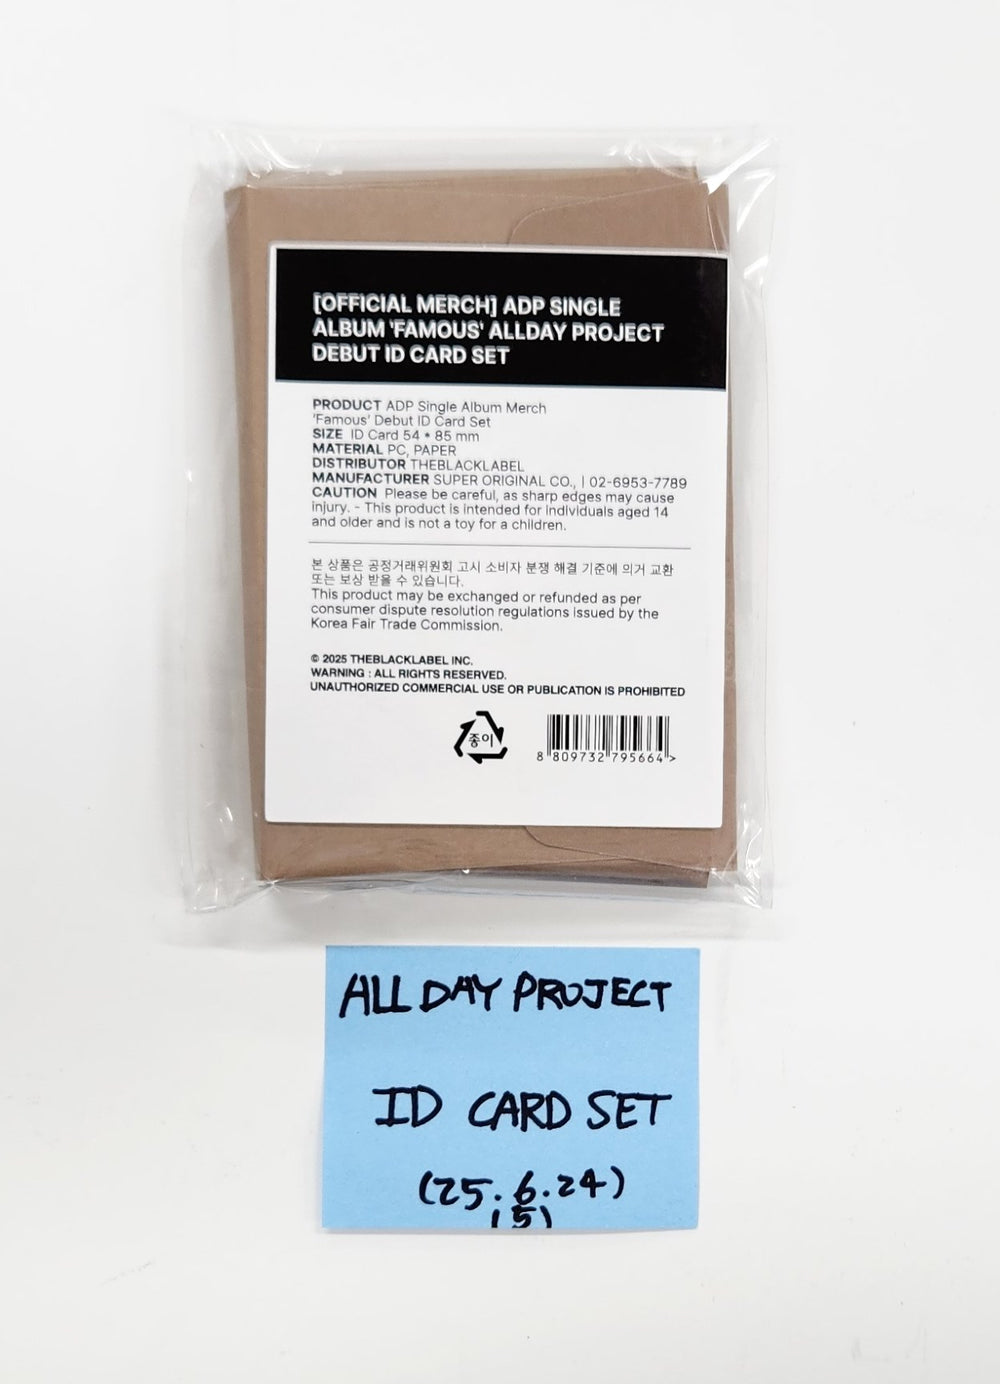 [OFFICIAL MERCH] ADP SINGLE
ALBUM 'FAMOUS' ALLDAY PROJECT
DEBUT ID CARD SET
PRODUCT ADP Single Album Merch
'Famous' Debut ID Card Set
SIZE ID Card 54 * 85 mm
MATERIAL PC, PAPER
DISTRIBUTOR THEBLACKLABEL
MANUFACTURER SUPER ORIGINAL CO., | 02-6953-7789
CAUTION Please be careful, as sharp edges may cause
injury. - This product is intended for individuals aged 14
and older and is not a toy for a children.
본 상품은 공정거래위원회 고시 소비자 분쟁 해결 기준에 의거 교환
또는 보상 받을 수 있습니다.
This product may be exchanged or refunded as per
consumer dispute resolution regulations issued by the
Korea Fair Trade Commission.
© 2025 THEBLACKLABEL INC.
WARNING : ALL RIGHTS RESERVED.
UNAUTHORIZED COMMERCIAL USE OR PUBLICATION IS PROHIBITED
종이
8 809732 795664 >
ALLDAY PROJECT
ID CARD SET
(25.6.24)
(5)